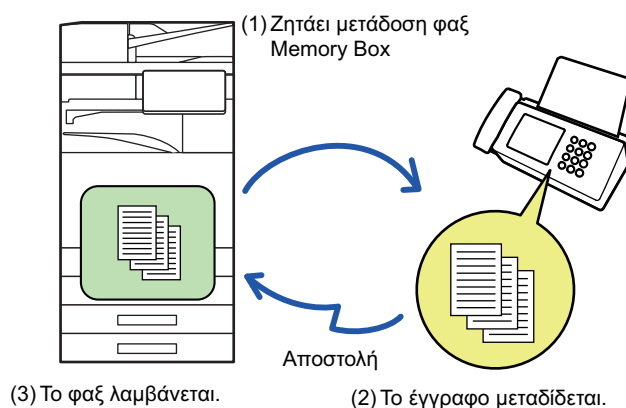 (1) Ζητάει μετάδοση φαξ
Memory Box
Αποστολή
(3) Το φαξ λαμβάνεται.
(2) Το έγγραφο μεταδίδεται.